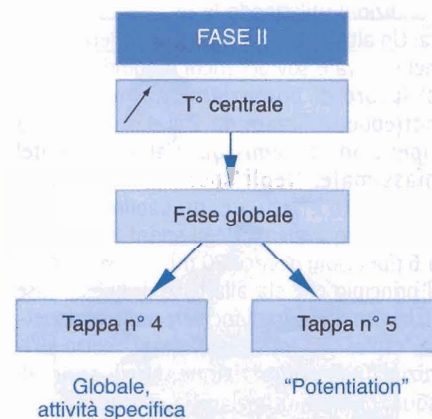 FASE II
T° centrale
Fase globale
Tappa n° 4
Tappa n° 5
Globale,
attività specifica
“Potentiation”